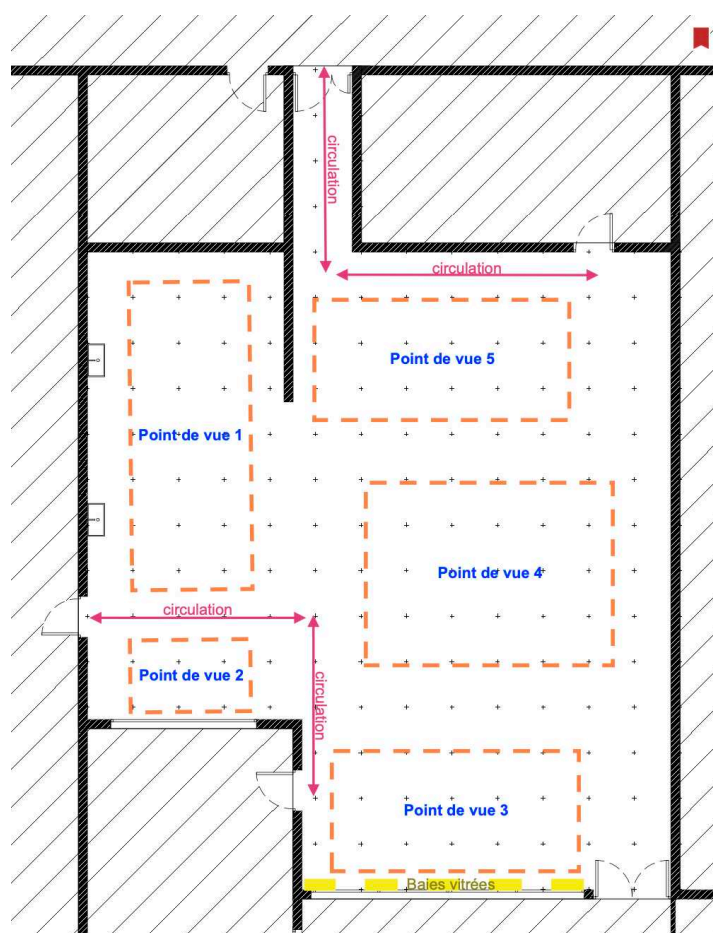 circulation
circulation
Point de vue 5
Point de vue 1
Point de vue 4
circulation
Point de vue 2
circulation
Point de vue 3
Baies vitrées